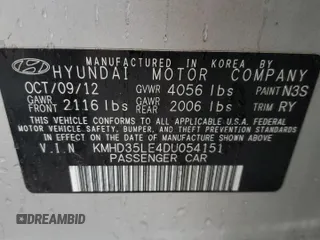 MANUFACTURED IN KOREA BY
HYUNDAI MOTOR COMPANY
OCT/09/12 GVWR 4056 lbs PAINT N3S
GAWR FRONT 2116 lbs GAWR REAR 2006 lbs TRIM RY
THIS VEHICLE CONFORMS TO ALL APPLICABLE U.S.
FEDERAL MOTOR VEHICLE SAFETY, BUMPER, AND
THEFT PREVENTION STANDARDS IN EFFECT ON THE
DATE OF MANUFACTURE SHOWN ABOVE.
V.I.N. KMHD35LE4DU054151
PASSENGER CAR
© DREAMBID
DREAMBID.COM